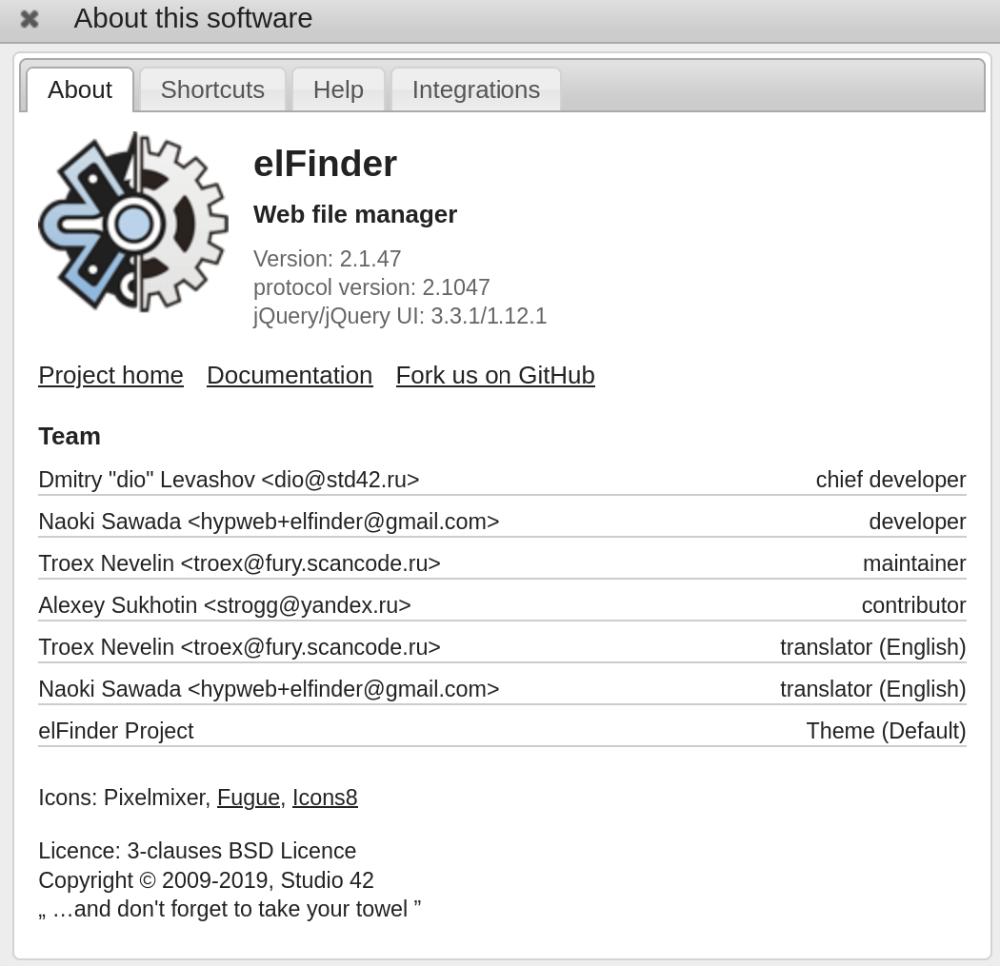 About this software
About Shortcuts Help Integrations
elFinder
Web file manager
Version: 2.1.47
protocol version: 2.1047
jQuery/jQuery UI: 3.3.1/1.12.1
Project home Documentation Fork us on GitHub
Team
Dmitry "dio" Levashov <dio@std42.ru> chief developer
Naoki Sawada <hypweb+elfinder@gmail.com> developer
Troex Nevelin <troex@fury.scancode.ru> maintainer
Alexey Sukhotin <strogg@yandex.ru> contributor
Troex Nevelin <troex@fury.scancode.ru> translator (English)
Naoki Sawada <hypweb+elfinder@gmail.com> translator (English)
elFinder Project Theme (Default)
Icons: Pixelmixer, Fugue, Icons8
Licence: 3-clauses BSD Licence
Copyright © 2009-2019, Studio 42
„ …and don't forget to take your towel ”